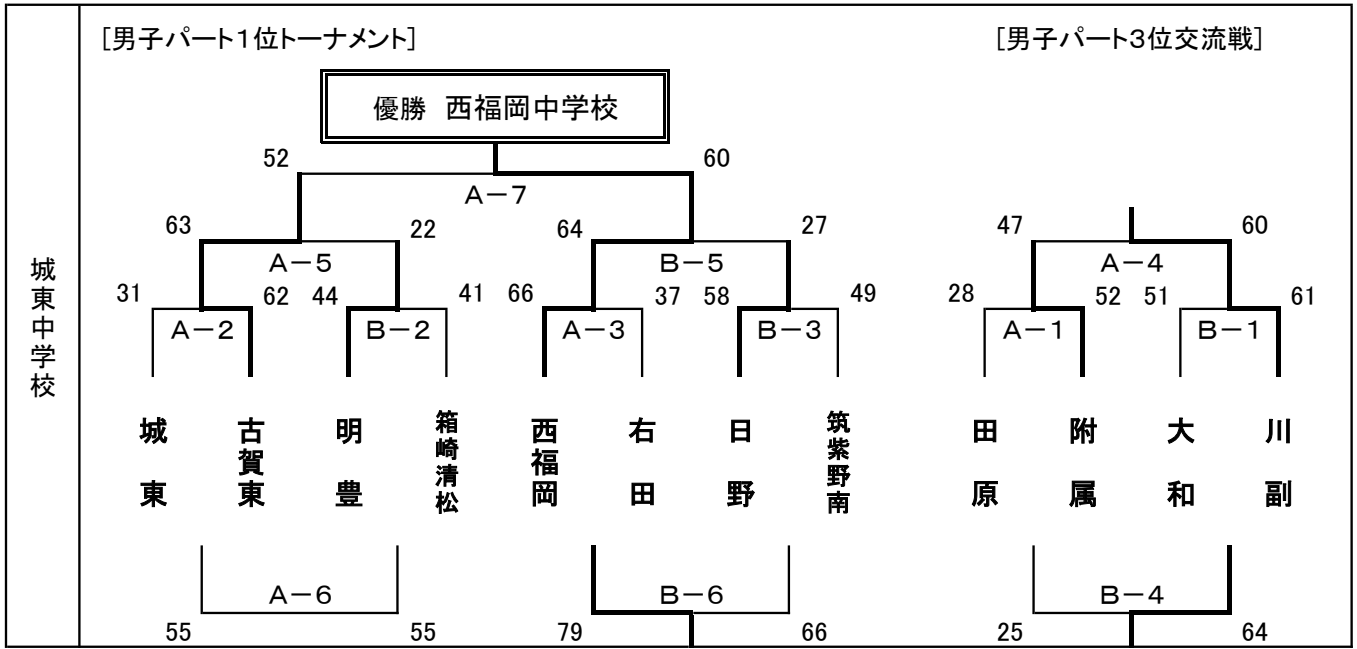 [男子パート1位トーナメント]
[男子パート3位交流戦]
優勝 西福岡中学校
52
60
A-7
63
22
64
27
47
60
A-5
B-5
A-4
31
62
44
41
66
37
58
49
28
52
51
61
A-2
B-2
A-3
B-3
A-1
B-1
城東中学校
城東
古賀東
明豊
箱崎清松
西福岡
右田
日野
筑紫野南
田原
附属
大和
川副
A-6
B-6
B-4
55
55
79
66
25
64